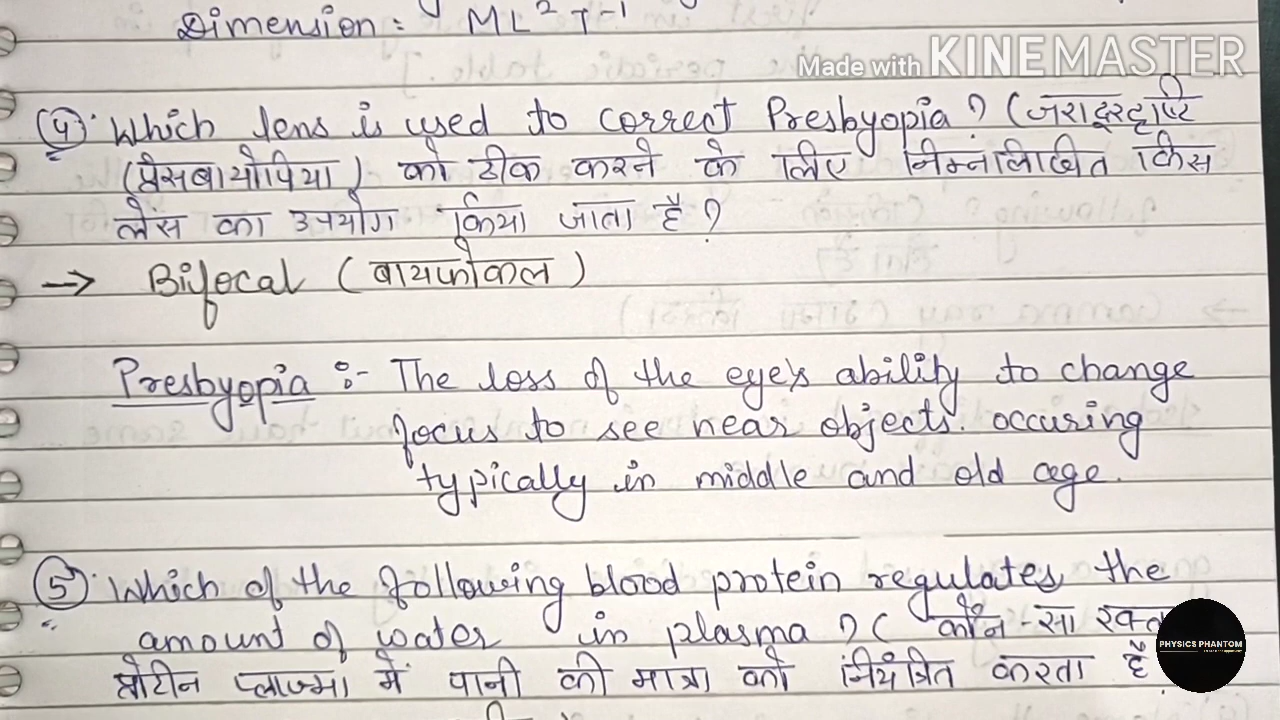 Dimension : ML²T⁻¹
Made with KINEMASTER
(4) Which lens is used to correct Presbyopia ? (जरादूरदृष्टि
(प्रेसबायोपिया) को ठीक करने के लिए निम्नलिखित किस
लेंस का उपयोग किया जाता है ?
→ Bifocal (बायफोकल)
Presbyopia :- The loss of the eye's ability to change
focus to see near objects. occuring
typically in middle and old age.
(5) Which of the following blood protein regulates the
amount of water in plasma ? ( कौन-सा रक्त
प्रोटीन प्लाज्मा में पानी की मात्रा को नियंत्रित करता है
PHYSICS PHANTOM